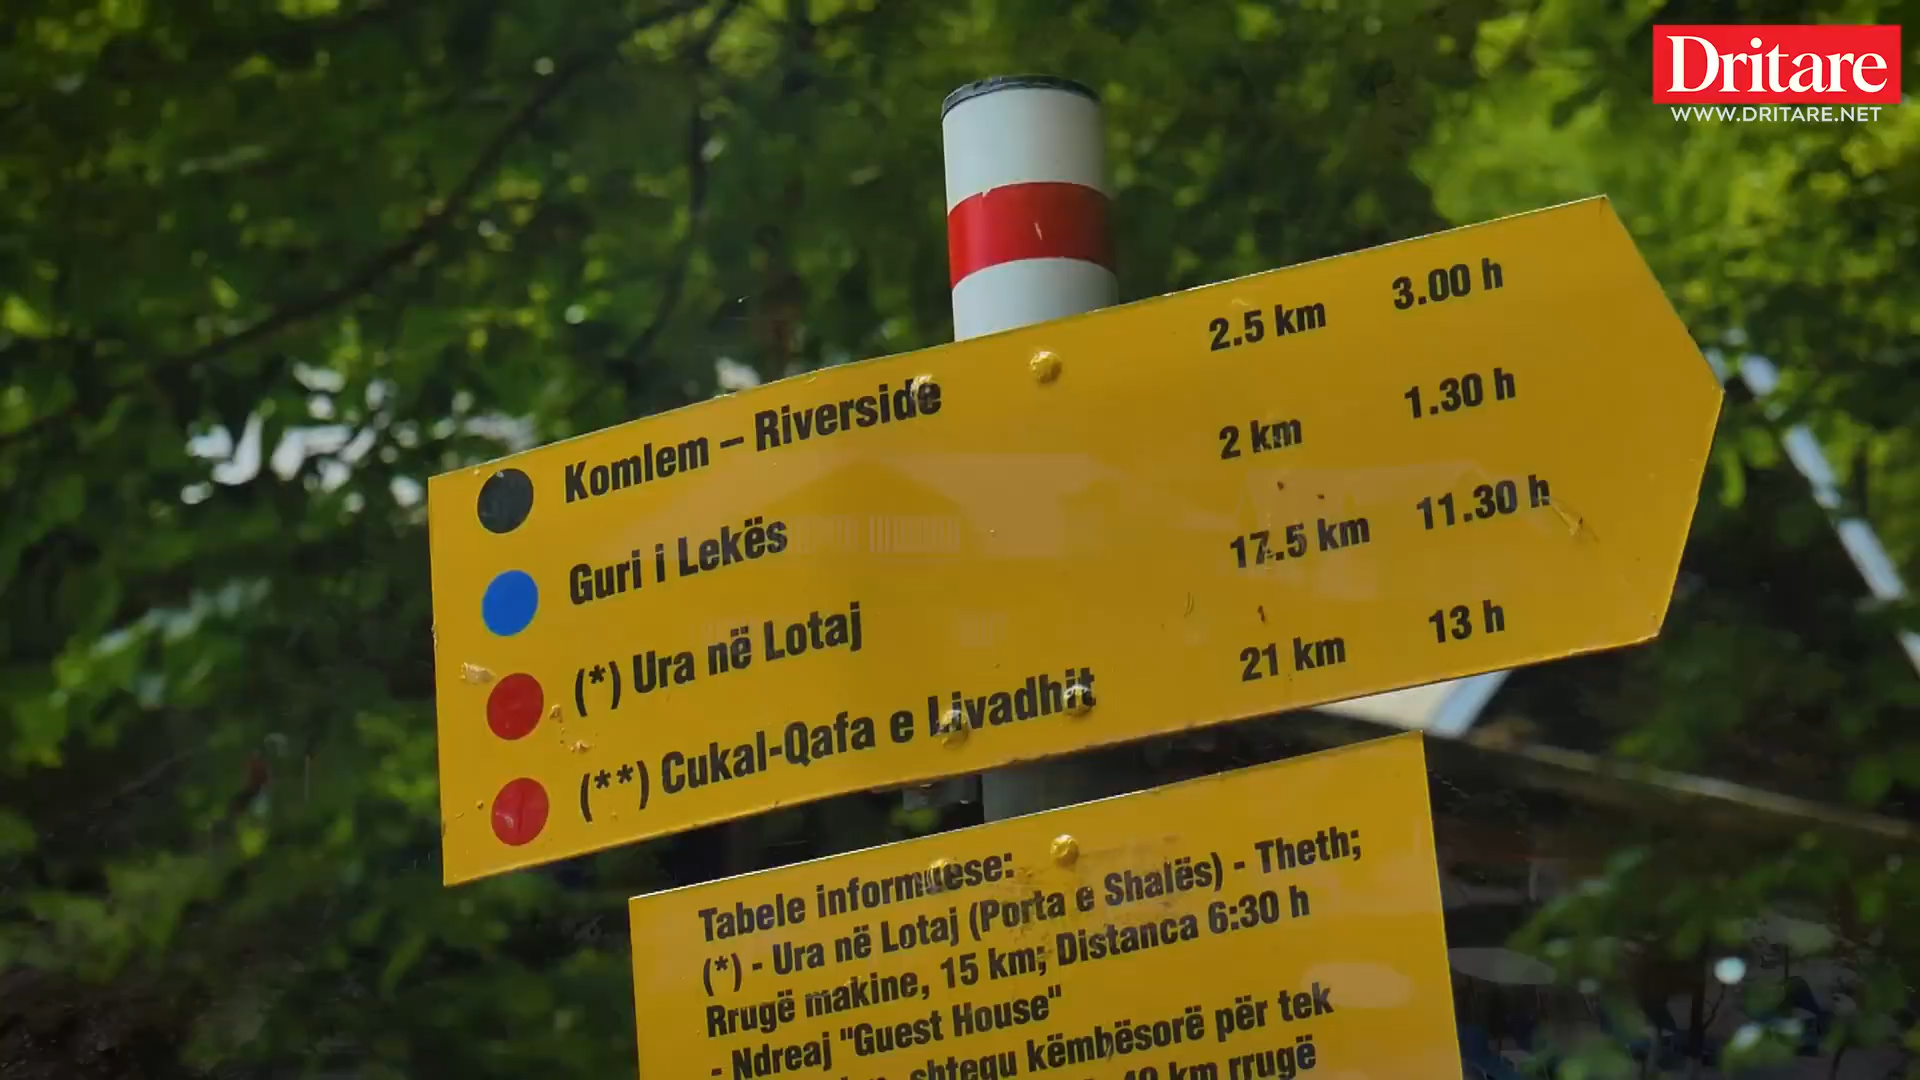 Dritare
WWW.DRITARE.NET
Komlem – Riverside 2.5 km 3.00 h
Guri i Lekës 2 km 1.30 h
(*) Ura në Lotaj 17.5 km 11.30 h
(**) Cukal-Qafa e Livadhit 21 km 13 h
Tabele informuese:
(*) - Ura në Lotaj (Porta e Shalës) - Theth;
Rrugë makine, 15 km; Distanca 6:30 h
- Ndreaj "Guest House"
shtegu këmbësorë për tek
km rrugë